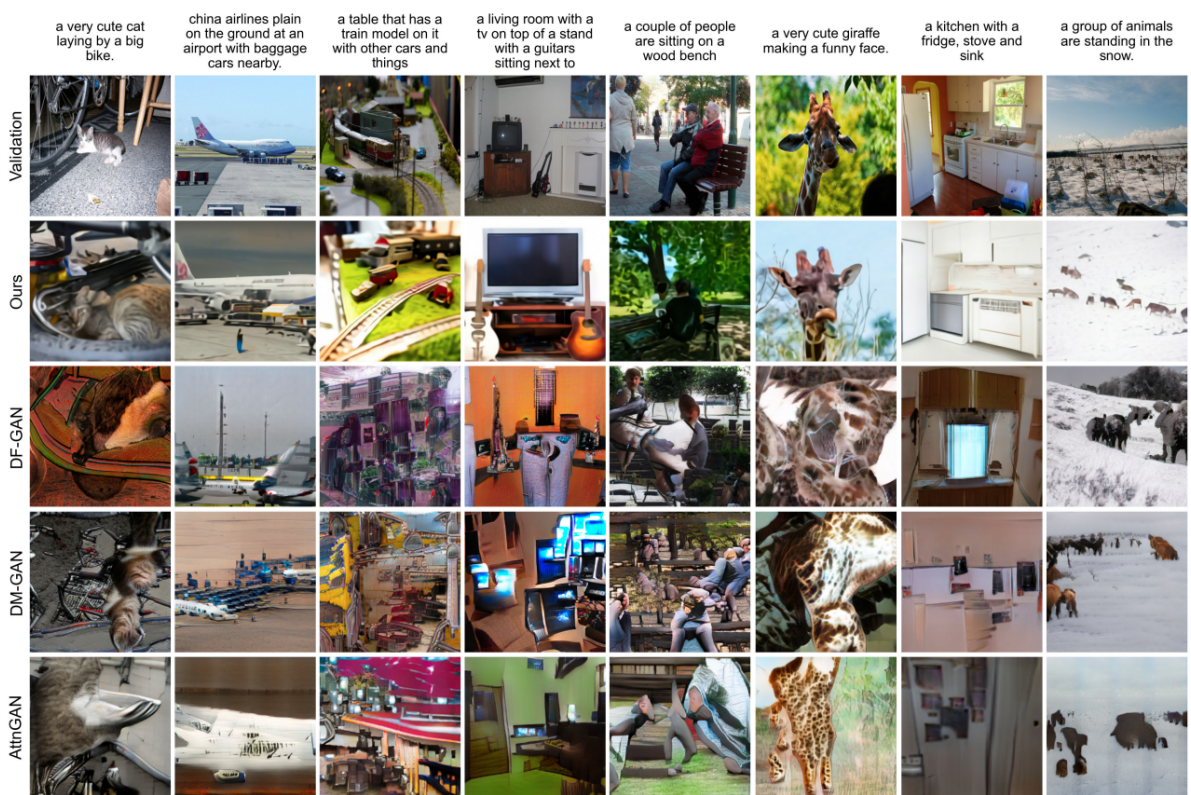 a very cute cat
laying by a big
bike.
china airlines plain
on the ground at an
airport with baggage
cars nearby.
a table that has a
train model on it
with other cars and
things
a living room with a
tv on top of a stand
with a guitars
sitting next to
a couple of people
are sitting on a
wood bench
a very cute giraffe
making a funny face.
a kitchen with a
fridge, stove and
sink
a group of animals
are standing in the
snow.
Validation
Ours
DF-GAN
DM-GAN
AttnGAN